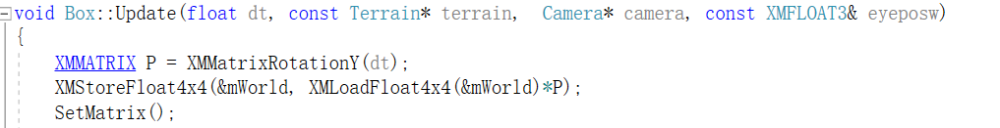 void Box::Update(float dt, const Terrain* terrain,  Camera* camera, const XMFLOAT3& eyeposw)
{
XMMATRIX P = XMMatrixRotationY(dt);
XMStoreFloat4x4(&mWorld, XMLoadFloat4x4(&mWorld)*P);
SetMatrix();